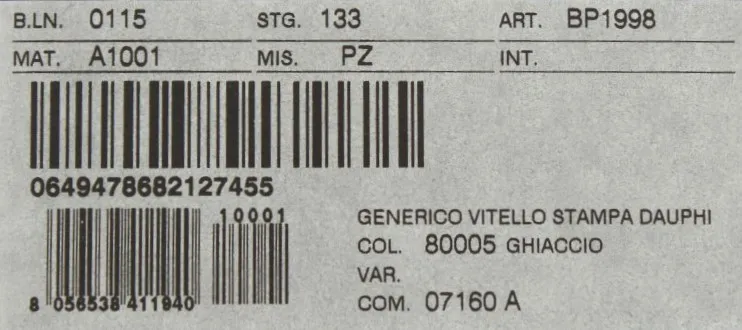 B.LN. 0115 STG. 133 ART. BP1998
MAT. A1001 MIS. PZ INT.
0649478682127455
10001
GENERICO VITELLO STAMPA DAUPHI
COL. 80005 GHIACCIO
VAR.
COM. 07160 A
8 056538 411940